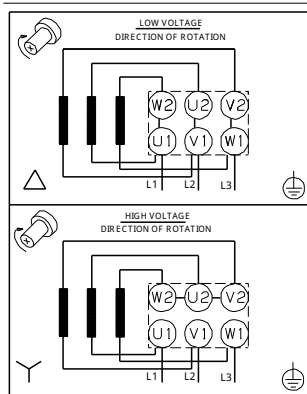 LOW VOLTAGE
DIRECTION OF ROTATION
W2 U2 V2
U1 V1 W1
L1 L2 L3
HIGH VOLTAGE
DIRECTION OF ROTATION
W2 U2 V2
U1 V1 W1
L1 L2 L3